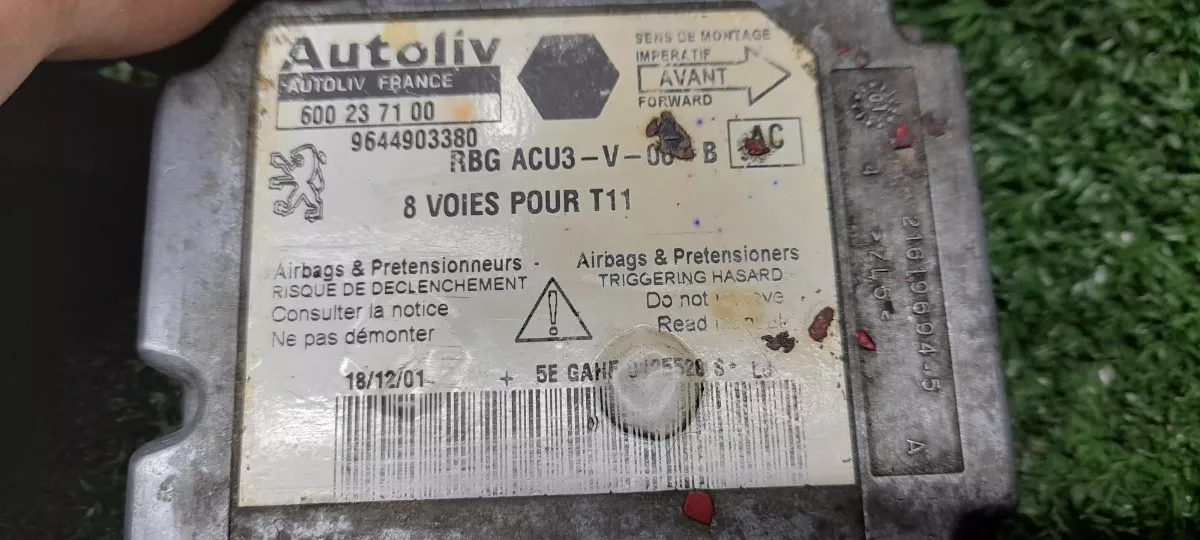 Autoliv
AUTOLIV FRANCE
600 23 71 00
9644903380
SENS DE MONTAGE
IMPERATIF
AVANT
FORWARD
RBG ACU3-V- B
AC
8 VOIES POUR T11
Airbags & Pretensionneurs -
RISQUE DE DECLENCHEMENT
Consulter la notice
Ne pas démonter
Airbags & Pretensioners
TRIGGERING HASARD
Do not
Read
18/12/01 + 5E GAHF
21619694-5 A